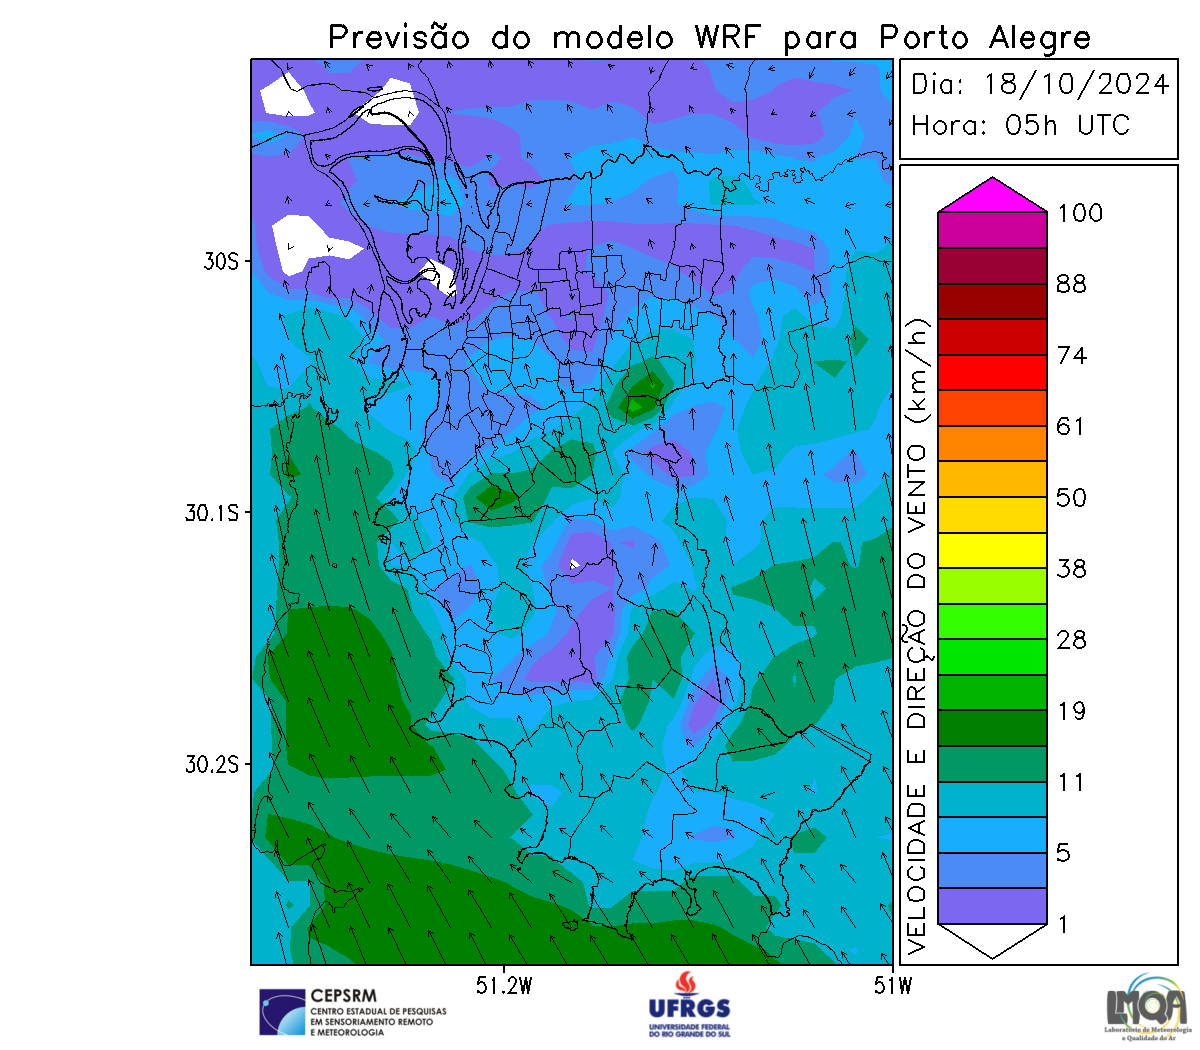 Previsão do modelo WRF para Porto Alegre
Dia: 18/10/2024
Hora: 05h UTC
100
88
74
61
50
38
28
19
11
5
1
VELOCIDADE E DIREÇÃO DO VENTO (km/h)
30S
30.1S
30.2S
51.2W
51W
CEPSRM
CENTRO ESTADUAL DE PESQUISAS
EM SENSORIAMENTO REMOTO
E METEOROLOGIA
UFRGS
UNIVERSIDADE FEDERAL
DO RIO GRANDE DO SUL
LMQA
Laboratório de Meteorologia
e Qualidade do Ar